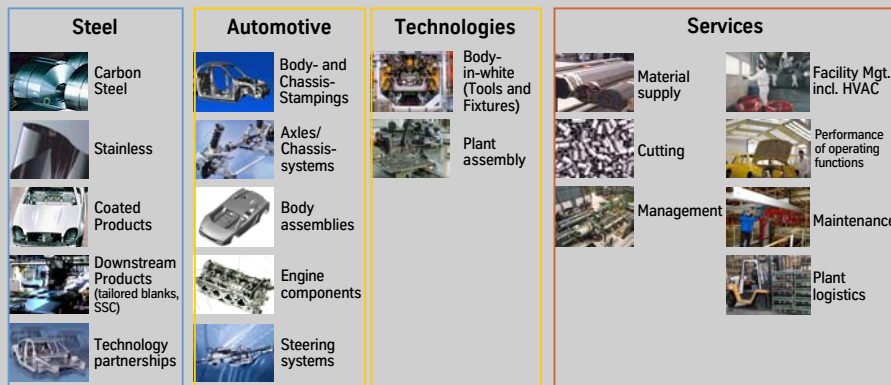 Steel
Carbon
Steel
Stainless
Coated
Products
Downstream
Products
(tailored blanks,
SSC)
Technology
partnerships
Automotive
Body- and
Chassis-
Stampings
Axles/
Chassis-
systems
Body
assemblies
Engine
components
Steering
systems
Technologies
Body-
in-white
(Tools and
Fixtures)
Plant
assembly
Services
Material
supply
Cutting
Management
Facility Mgt.
incl. HVAC
Performance
of operating
functions
Maintenance
Plant
logistics